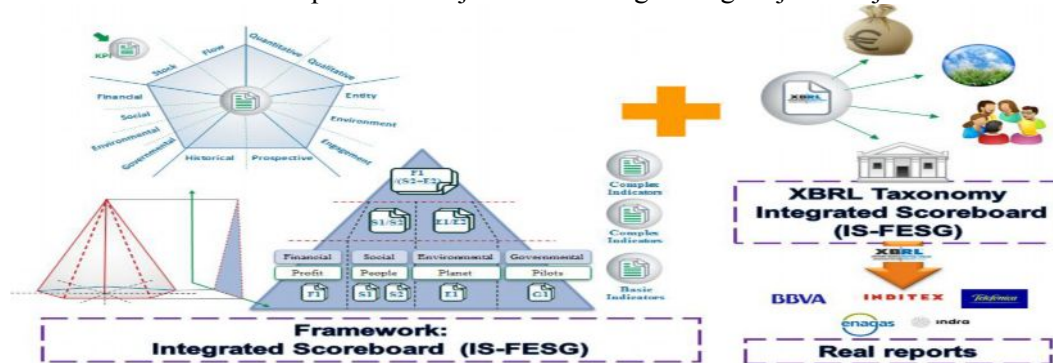 KPI
Stock
Flow
Quantitative
Qualitative
Financial
Social
Environmental
Governmental
Entity
Environment
Engagement
Historical
Prospective
F1
/(S2-E2)
S1/S2
E1/E2
Financial
Social
Environmental
Governmental
Profit
People
Planet
Pilots
F1
S1
S2
E1
G1
Complex
Indicators
Complex
Indicators
Basic
Indicators
Framework:
Integrated Scoreboard (IS-FESG)
XBRL
XBRL Taxonomy
Integrated Scoreboard
(IS-FESG)
XBRL
BBVA
INDITEX
Telefónica
enagas
indra
Real reports